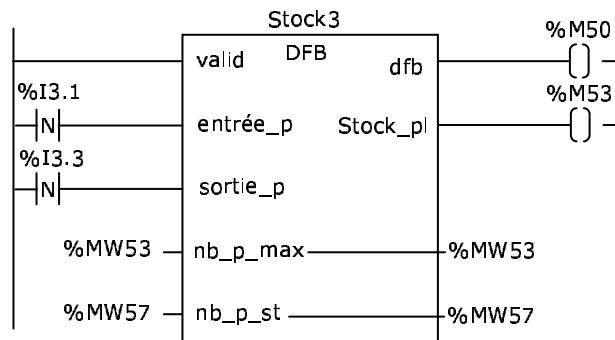 Stock3
%M50
valid DFB dfb
%I3.1
%M53
N entrée_p Stock_pl
%I3.3
N sortie_p
%MW53 nb_p_max %MW53
%MW57 nb_p_st %MW57